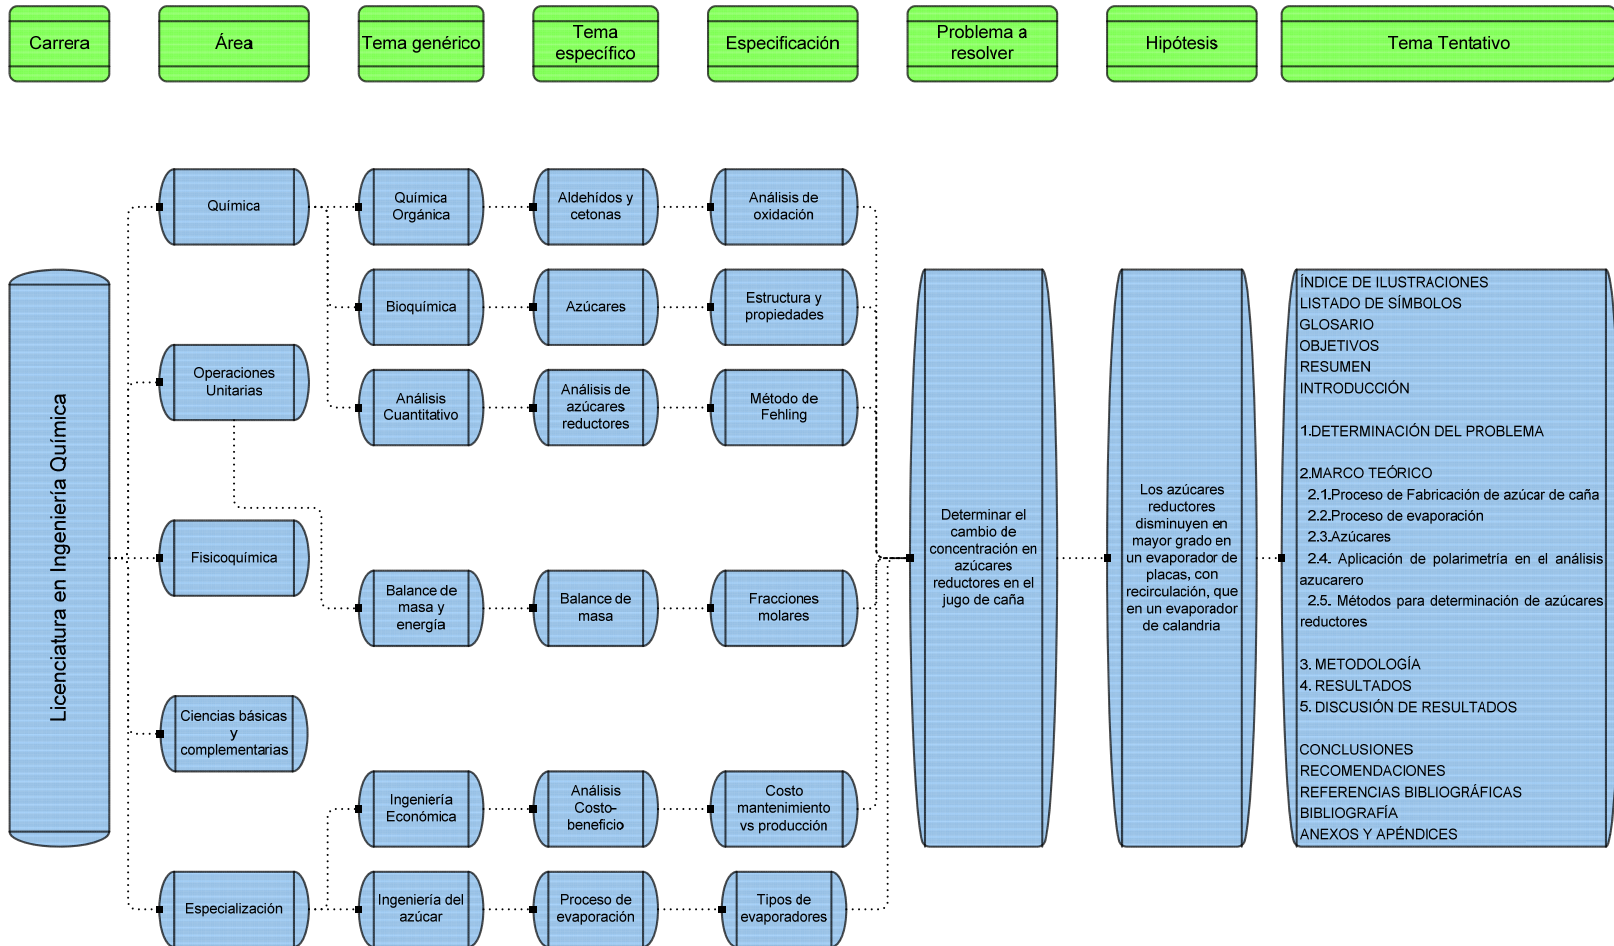 Carrera
Área
Tema genérico
Tema
específico
Especificación
Problema a
resolver
Hipótesis
Tema Tentativo
Licenciatura en Ingeniería Química
Química
Operaciones
Unitarias
Fisicoquímica
Ciencias básicas
y
complementarias
Especialización
Química
Orgánica
Aldehídos y
cetonas
Análisis de
oxidación
Bioquímica
Azúcares
Estructura y
propiedades
Análisis
Cuantitativo
Análisis de
azúcares
reductores
Método de
Fehling
Balance de
masa y
energía
Balance de
masa
Fracciones
molares
Ingeniería
Económica
Análisis
Costo-
beneficio
Costo
mantenimiento
vs producción
Ingeniería del
azúcar
Proceso de
evaporación
Tipos de
evaporadores
Determinar el
cambio de
concentración en
azúcares
reductores en el
jugo de caña
Los azúcares
reductores
disminuyen en
mayor grado en
un evaporador de
placas, con
recirculación, que
en un evaporador
de calandria
ÍNDICE DE ILUSTRACIONES
LISTADO DE SÍMBOLOS
GLOSARIO
OBJETIVOS
RESUMEN
INTRODUCCIÓN
1.DETERMINACIÓN DEL PROBLEMA
2.MARCO TEÓRICO
2.1.Proceso de Fabricación de azúcar de caña
2.2.Proceso de evaporación
2.3.Azúcares
2.4. Aplicación de polarimetría en el análisis
azucarero
2.5. Métodos para determinación de azúcares
reductores
3. METODOLOGÍA
4. RESULTADOS
5. DISCUSIÓN DE RESULTADOS
CONCLUSIONES
RECOMENDACIONES
REFERENCIAS BIBLIOGRÁFICAS
BIBLIOGRAFÍA
ANEXOS Y APÉNDICES